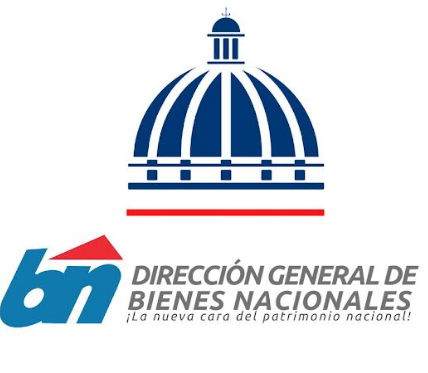 bn
DIRECCIÓN GENERAL DE
BIENES NACIONALES
¡La nueva cara del patrimonio nacional!